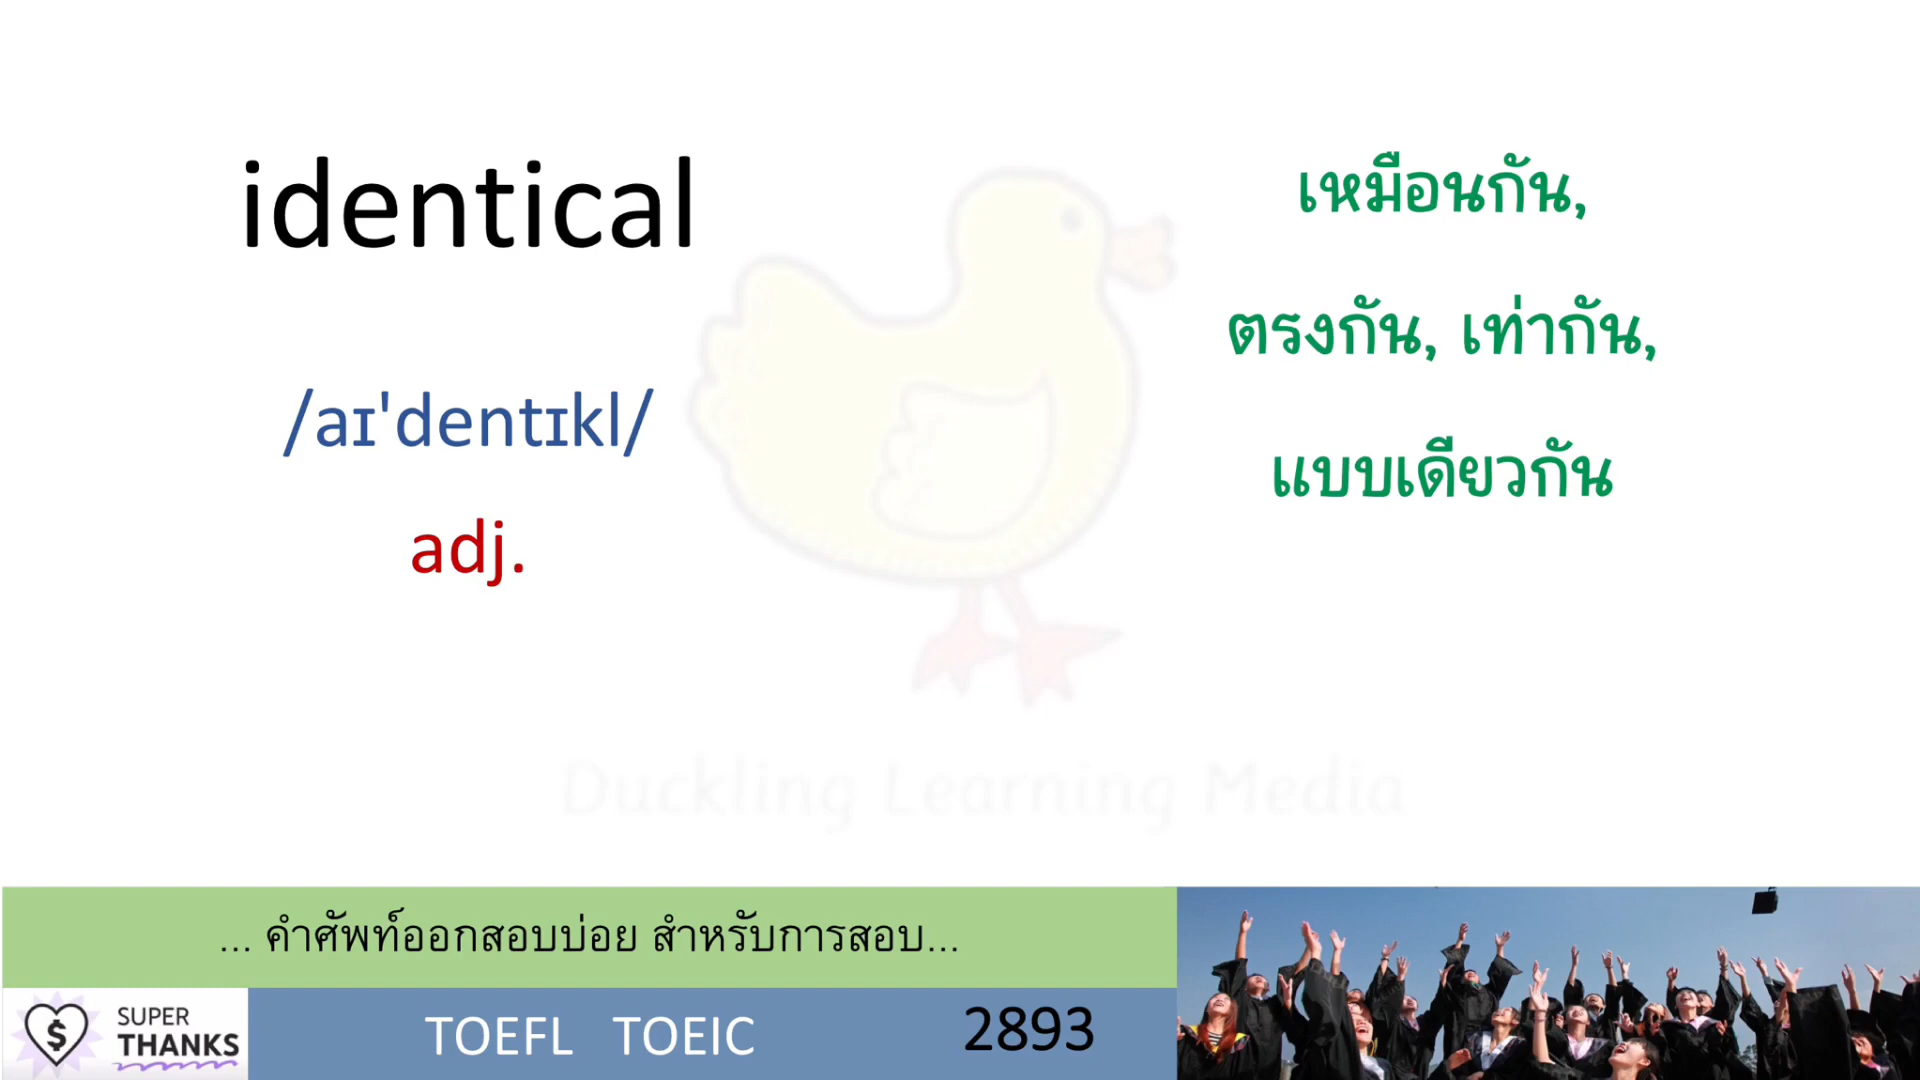 identical
/aɪ'dentɪkl/
adj.
เหมือนกัน,
ตรงกัน, เท่ากัน,
แบบเดียวกัน
Duckling Learning Media
... คำศัพท์ออกสอบบ่อย สำหรับการสอบ...
SUPER
THANKS
TOEFL TOEIC
2893